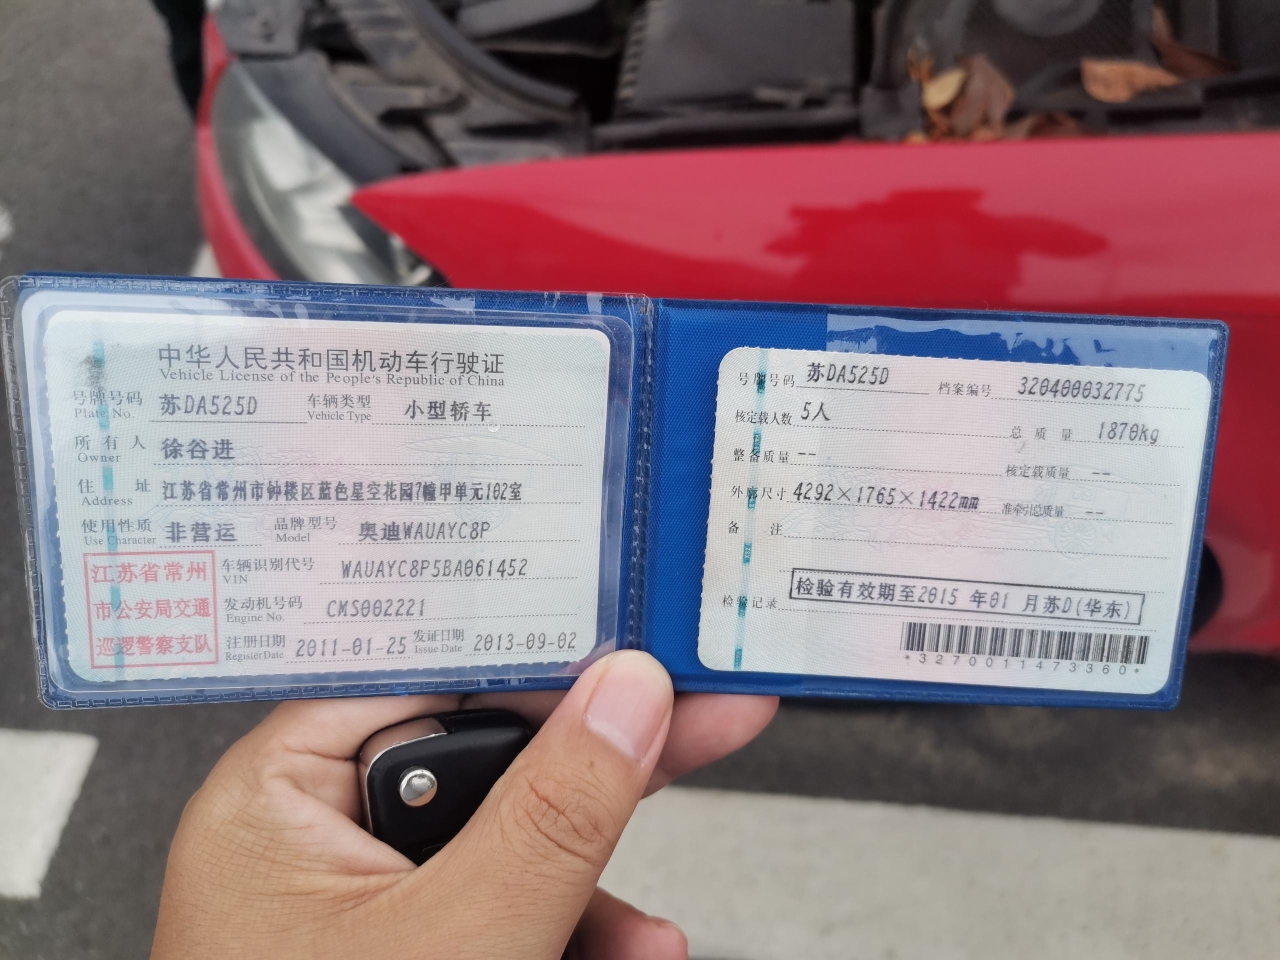 中华人民共和国机动车行驶证
Vehicle License of the People's Republic of China
号牌号码 苏DA525D 车辆类型 小型轿车
Plate No. Vehicle Type
所有人 徐谷进
Owner
住址 江苏省常州市钟楼区蓝色星空花园7幢甲单元102室
Address
使用性质 非营运 品牌型号 奥迪WAUAYC8P
Use Character Model
江苏省常州
市公安局交通
巡逻警察支队
车辆识别代号 WAUAYC8P5BA061452
VIN
发动机号码 CMS002221
Engine No.
注册日期 2011-01-25 发证日期 2013-09-02
Register Date Issue Date
号牌号码 苏DA525D 档案编号 320400032775
核定载人数 5人 总质量 1870kg
整备质量 -- 核定载质量 --
外廓尺寸 4292×1765×1422mm 准牵引总质量 --
备注
检验记录 检验有效期至2015 年01 月苏D(华东)
*3270011473360*